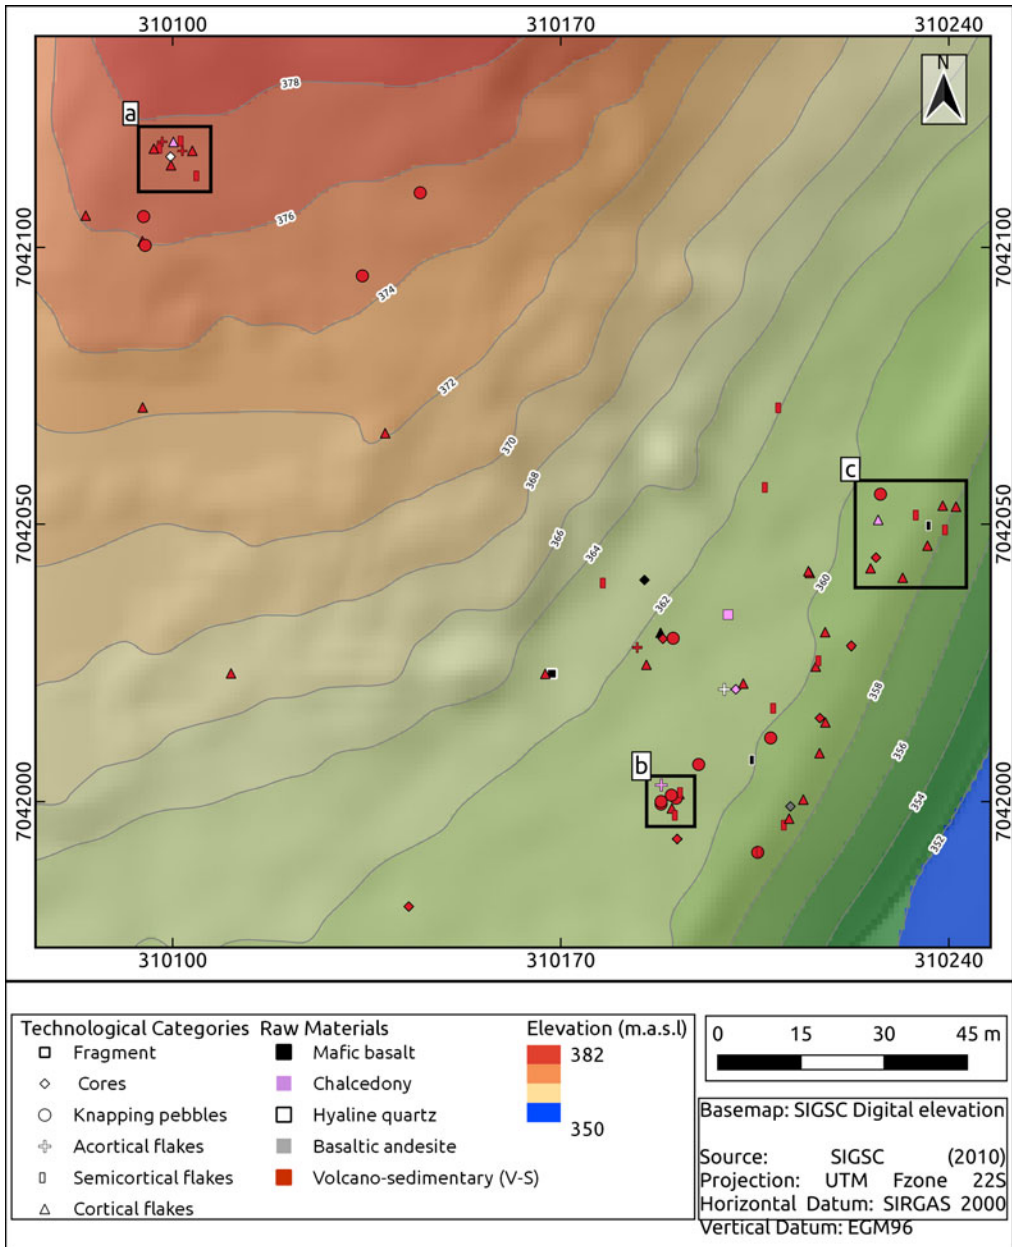 310100 310170 310240
N
378
a
376
7042100 7042100
374
372
370
368
c
366
364
7042050 7042050
362
360
358
b
356
7042000 7042000
354
352
310100 310170 310240
Technological Categories
Fragment
Cores
Knapping pebbles
Acortical flakes
Semicortical flakes
Cortical flakes
Raw Materials
Mafic basalt
Chalcedony
Hyaline quartz
Basaltic andesite
Volcano-sedimentary (V-S)
Elevation (m.a.s.l)
382
350
0 15 30 45 m
Basemap: SIGSC Digital elevation
Source: SIGSC (2010)
Projection: UTM Fzone 22S
Horizontal Datum: SIRGAS 2000
Vertical Datum: EGM96